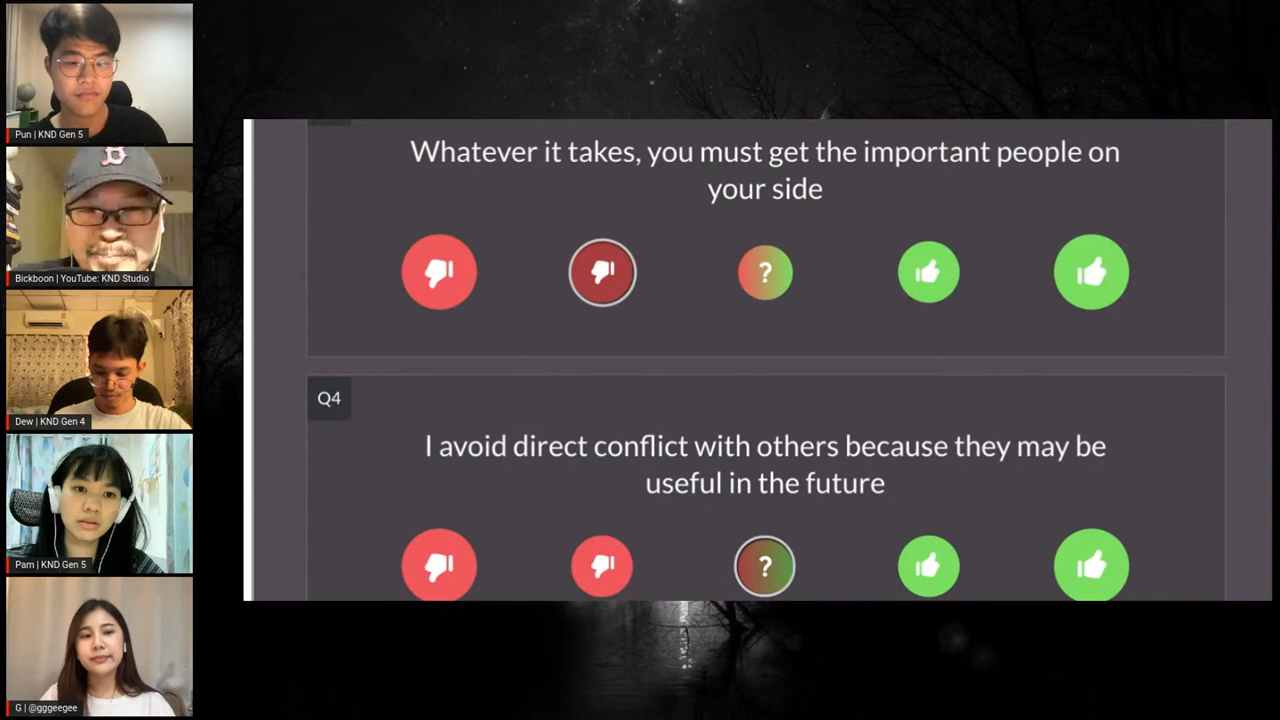 Pun | KND Gen 5
B
Bickboon | YouTube: KND Studio
Dew | KND Gen 4
Pam | KND Gen 5
G | @gggeegee
Whatever it takes, you must get the important people on
your side
?
Q4
I avoid direct conflict with others because they may be
useful in the future
?